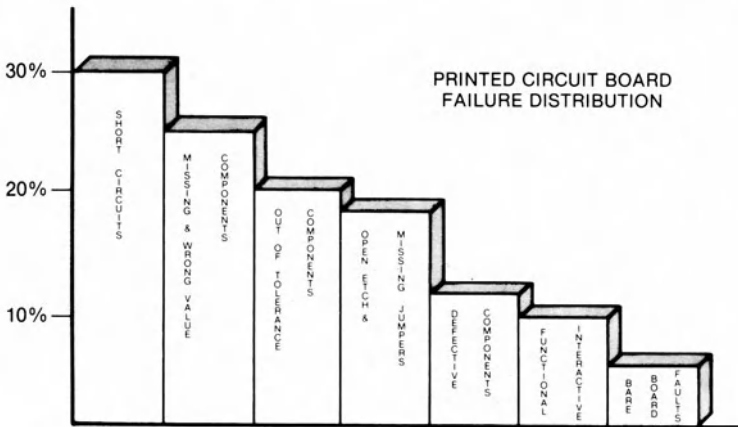 PRINTED CIRCUIT BOARD
FAILURE DISTRIBUTION
30%
20%
10%
SHORT CIRCUITS
MISSING & WRONG VALUE
COMPONENTS
OUT OF TOLERANCE
COMPONENTS
OPEN ETCH &
MISSING JUMPERS
DEFECTIVE
COMPONENTS
FUNCTIONAL
INTERACTIVE
BARE
BOARD
FAULTS